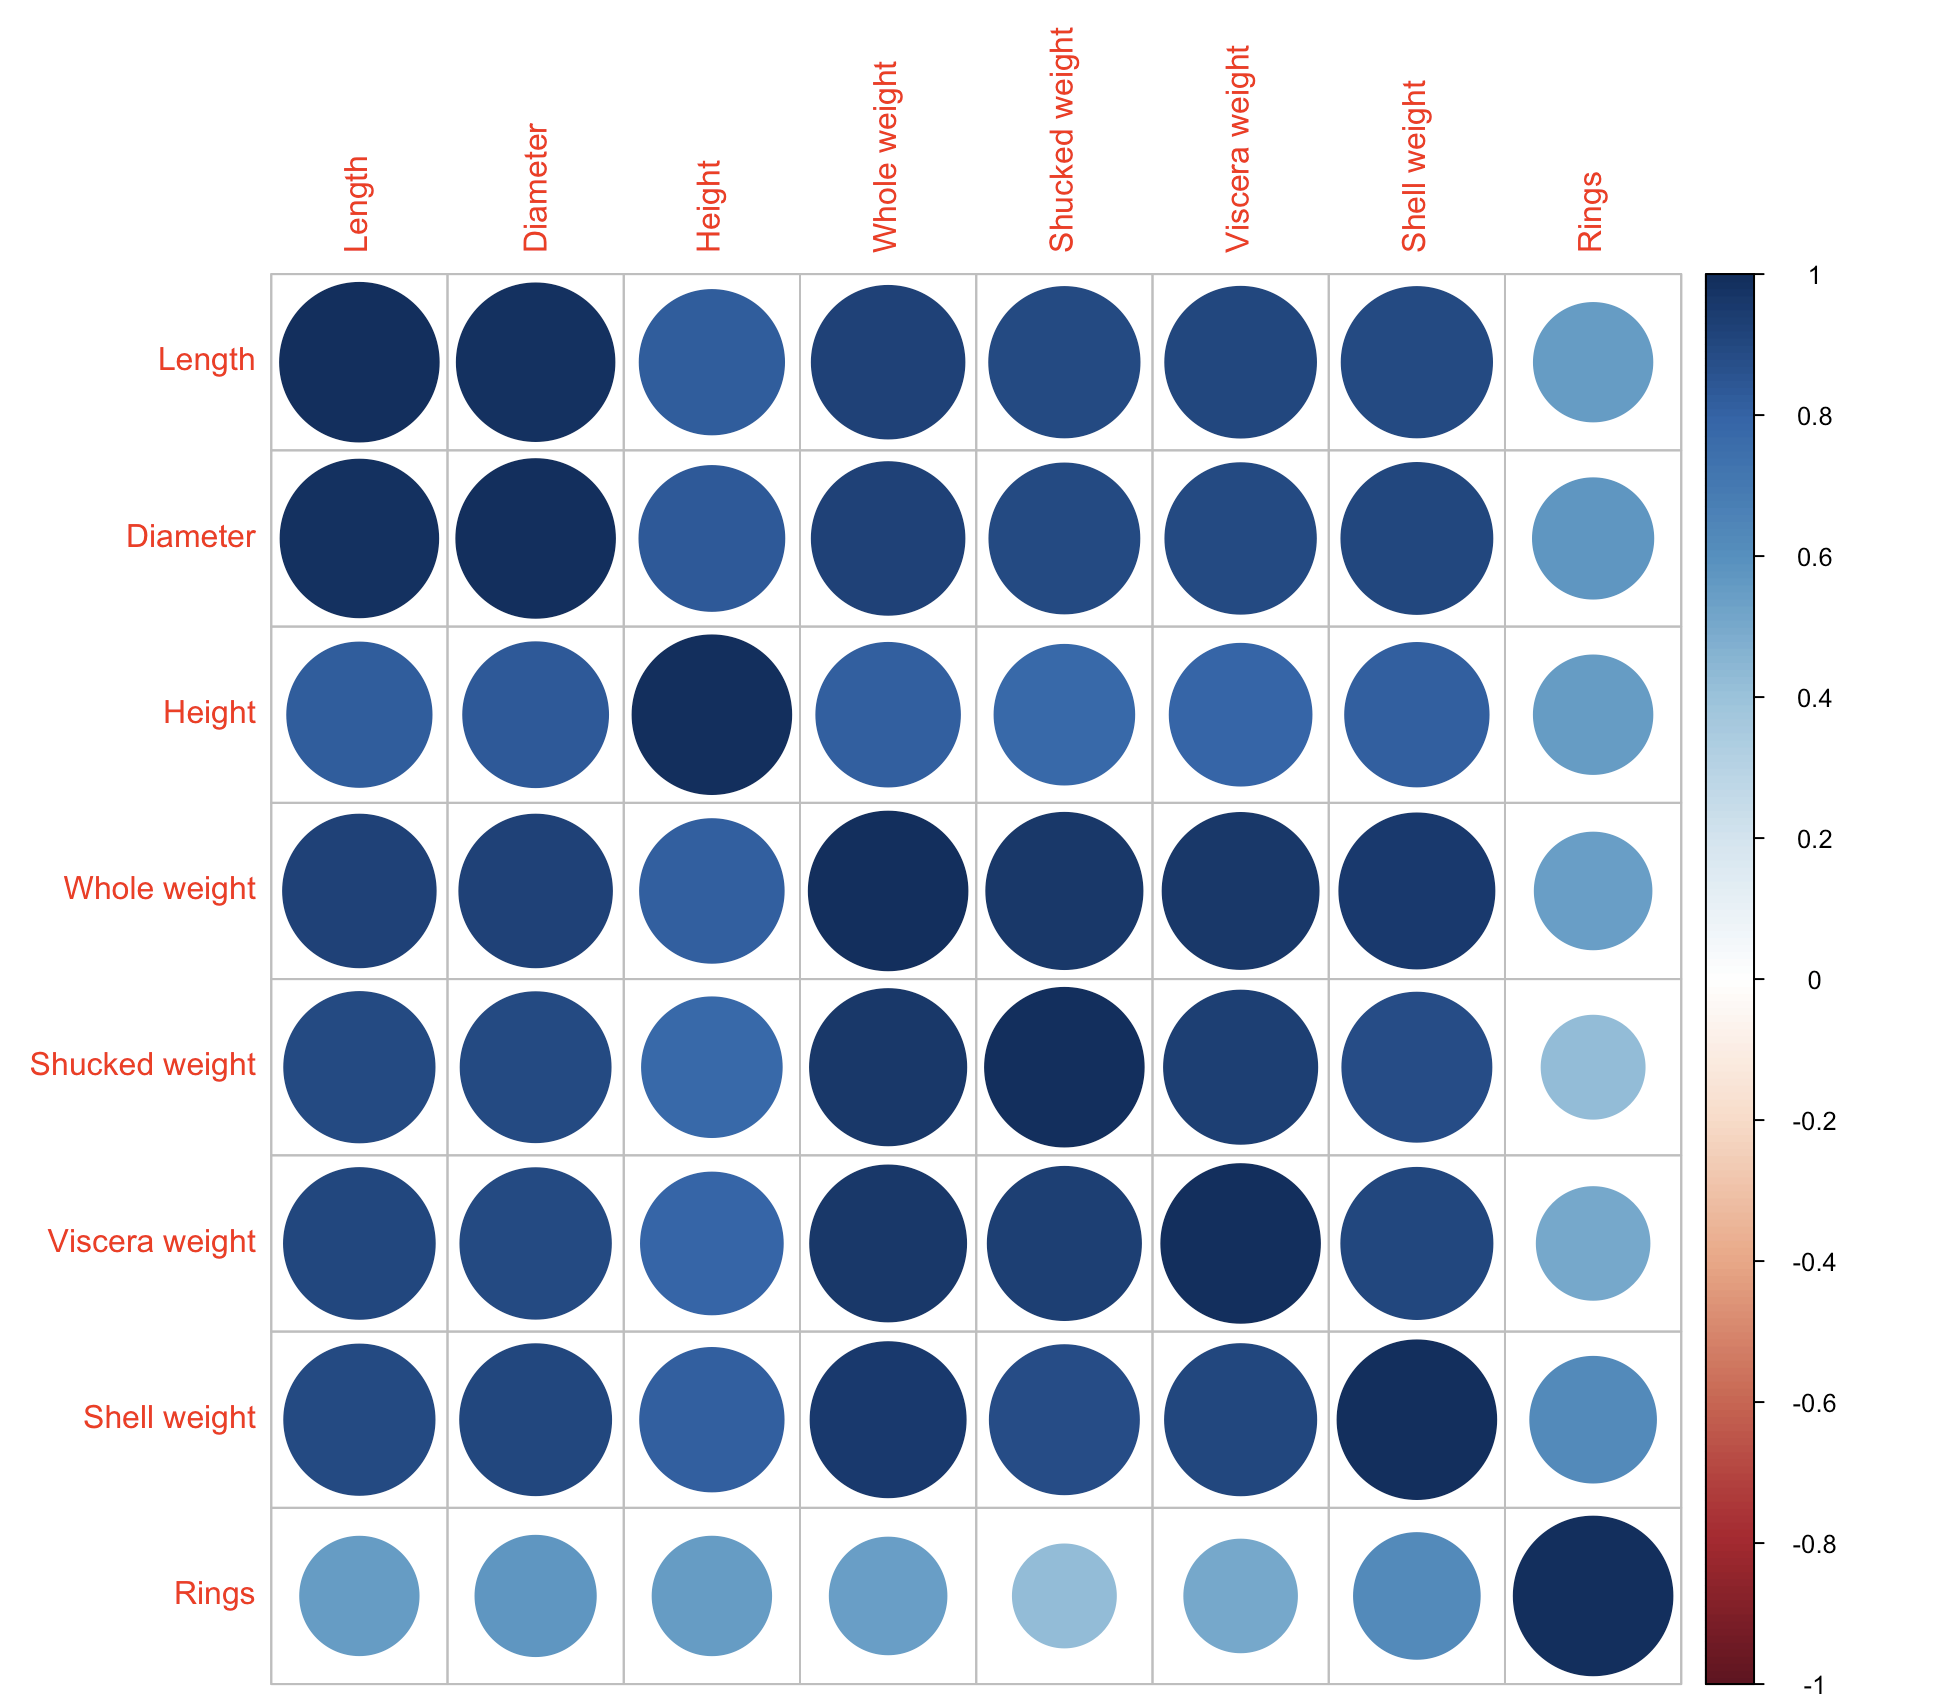 Length
Diameter
Height
Whole weight
Shucked weight
Viscera weight
Shell weight
Rings
Length
Diameter
Height
Whole weight
Shucked weight
Viscera weight
Shell weight
Rings
1
0.8
0.6
0.4
0.2
0
-0.2
-0.4
-0.6
-0.8
-1